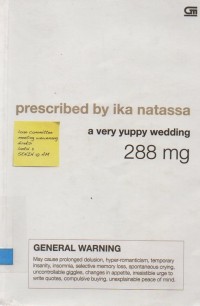 GM
prescribed by ika natassa
a very yuppy wedding
288 mg
GENERAL WARNING
May cause prolonged delusion, hyper-romanticism, temporary
insanity, insomnia, selective memory loss, spontaneous crying,
uncontrollable giggles, changes in appetite, irresistible urge to
write quotes, compulsive buying, unexplainable peace of mind.